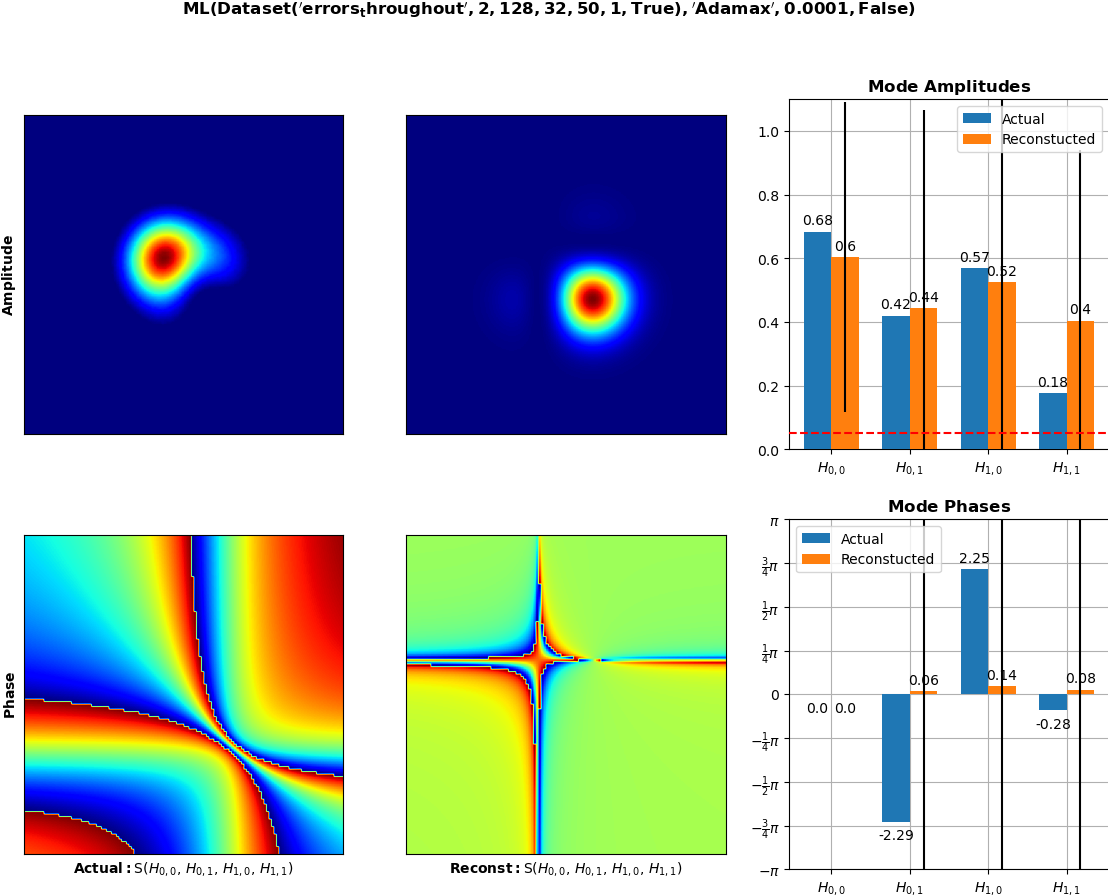 ML(Dataset('errors_throughout', 2, 128, 32, 50, 1, True), 'Adamax', 0.0001, False)
Mode Amplitudes
Actual
Reconstucted
1.0
0.8
0.6
0.4
0.2
0.0
0.68
0.6
0.42
0.44
0.57
0.52
0.18
0.4
H0,0
H0,1
H1,0
H1,1
Amplitude
Mode Phases
Actual
Reconstucted
π
3/4π
1/2π
1/4π
0
−1/4π
−1/2π
−3/4π
−π
0.0
0.0
-2.29
0.06
2.25
0.14
-0.28
0.08
H0,0
H0,1
H1,0
H1,1
Phase
Actual: S(H0,0, H0,1, H1,0, H1,1)
Reconst: S(H0,0, H0,1, H1,0, H1,1)